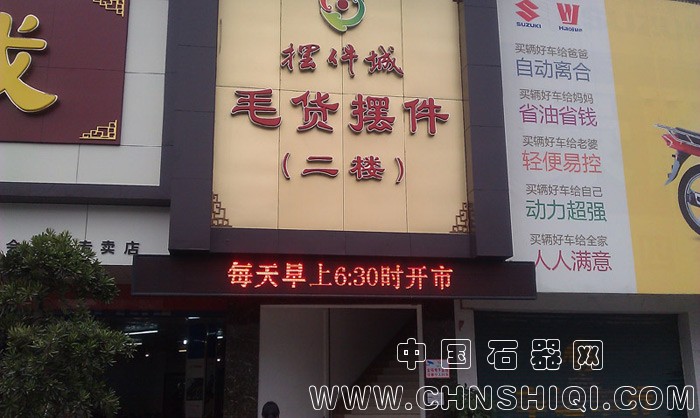 摆件城
毛货摆件
(二楼)
每天早上6:30时开市
SUZUKI
Haojue
买辆好车给爸爸
自动离合
买辆好车给妈妈
省油省钱
买辆好车给老婆
轻便易控
买辆好车给自己
动力超强
买辆好车给全家
人人满意
专卖店
中国石器网
WWW.CHNSHIQI.COM